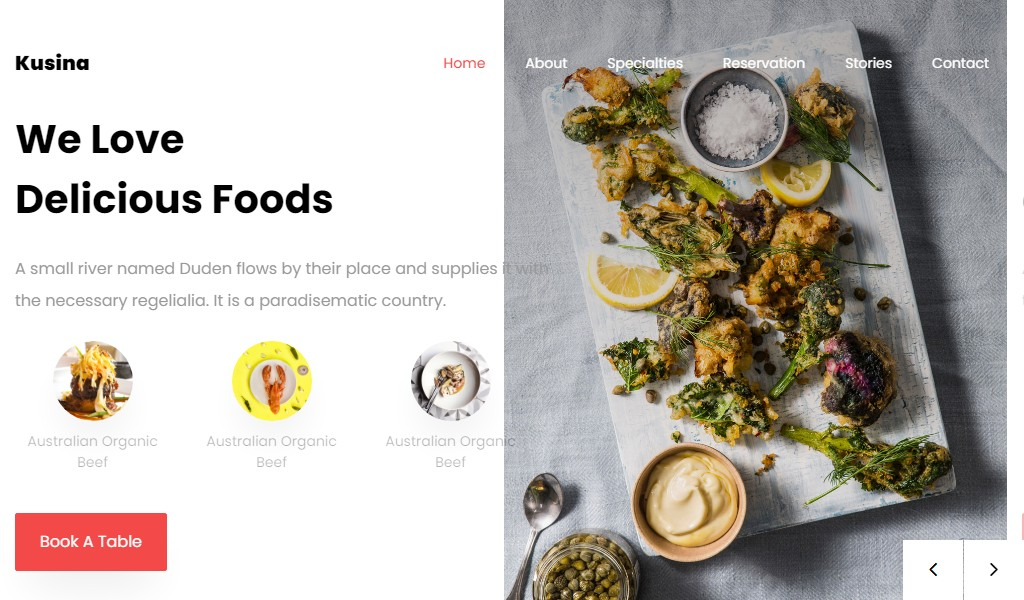 Kusina
Home About Specialties Reservation Stories Contact
We Love
Delicious Foods
A small river named Duden flows by their place and supplies it with
the necessary regelialia. It is a paradisematic country.
Australian Organic
Beef
Australian Organic
Beef
Australian Organic
Beef
Book A Table